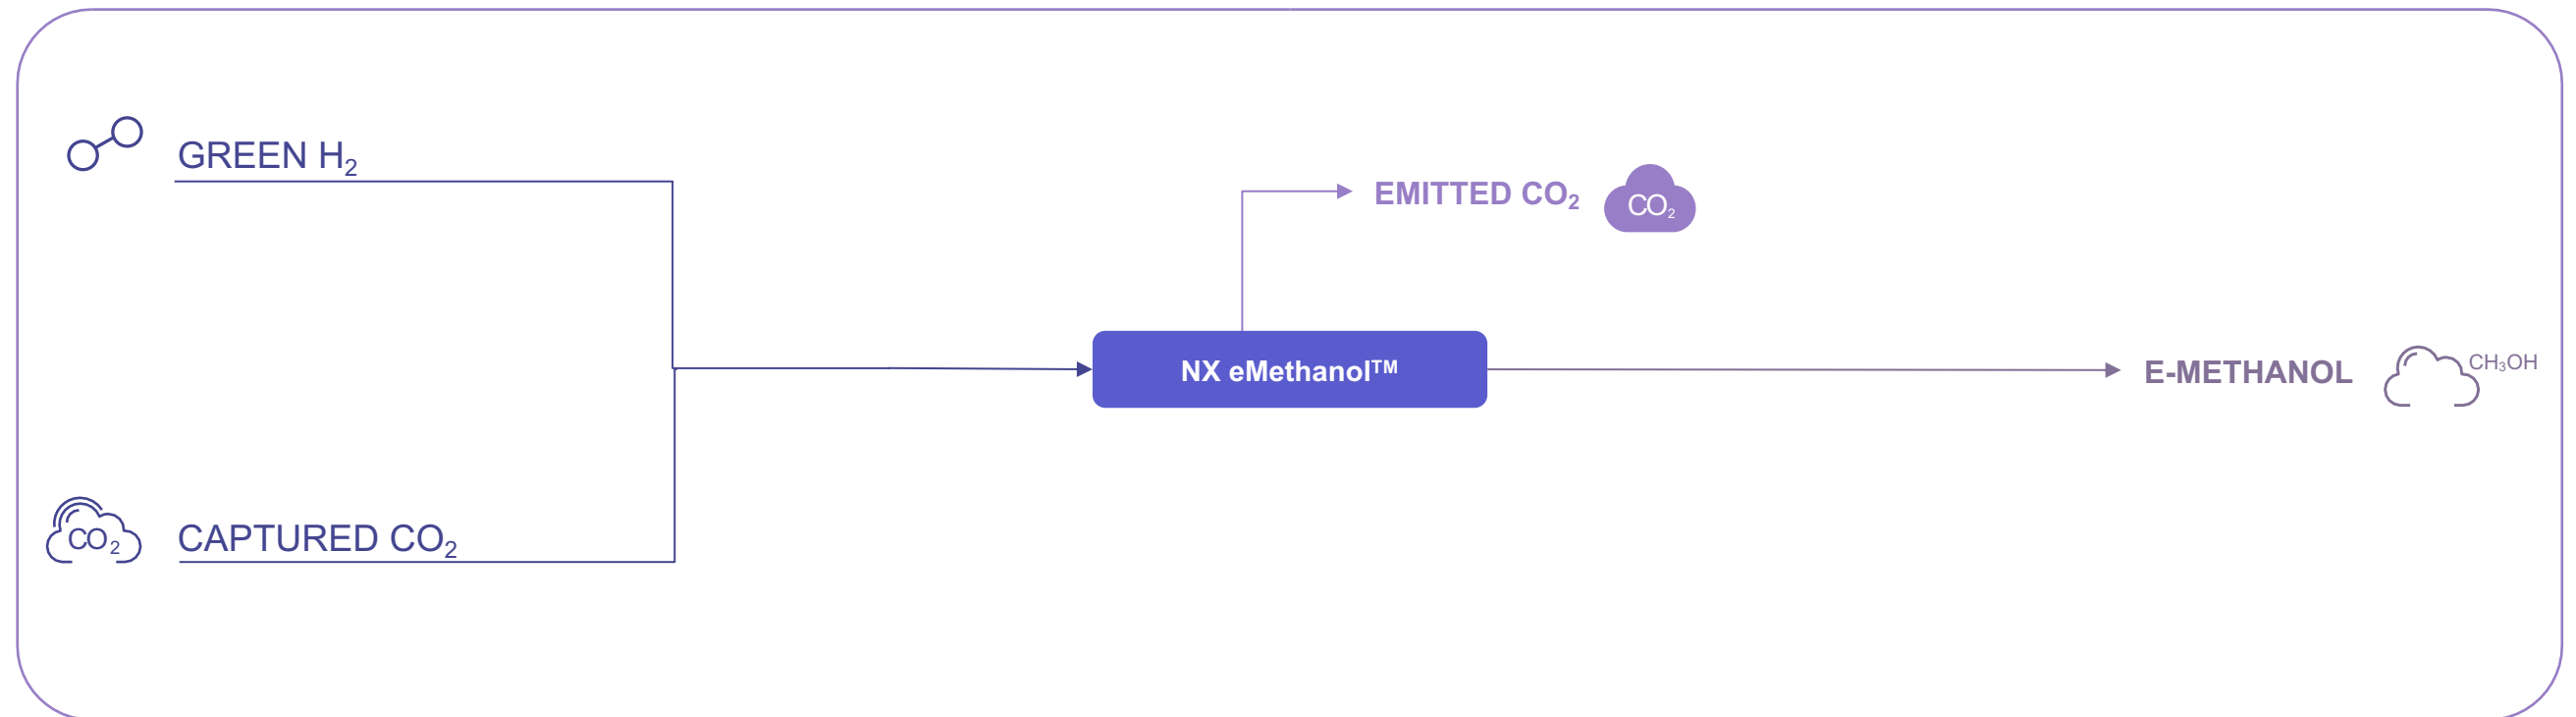 GREEN H₂
EMITTED CO₂
CO₂
NX eMethanol™
E-METHANOL
CH₃OH
CO₂
CAPTURED CO₂